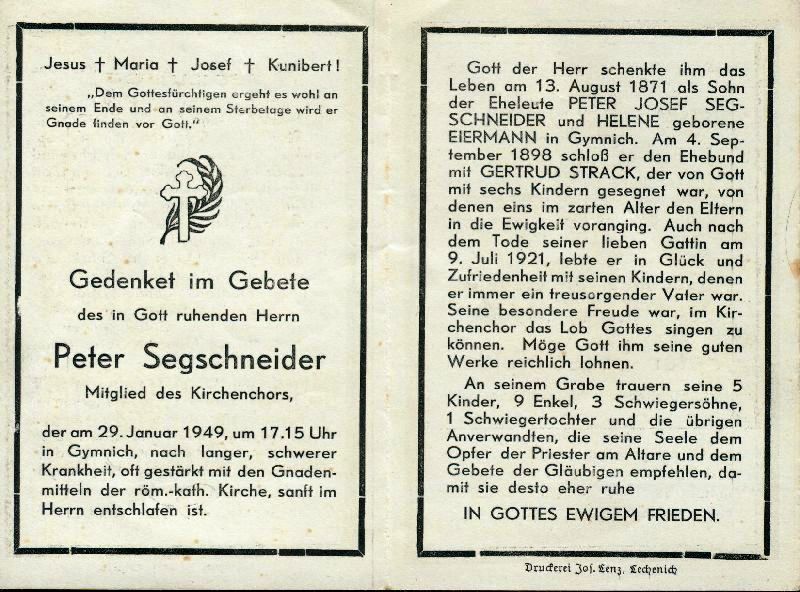 Jesus † Maria † Josef † Kunibert!
„Dem Gottesfürchtigen ergeht es wohl an
seinem Ende und an seinem Sterbetage wird er
Gnade finden vor Gott."
Gedenket im Gebete
des in Gott ruhenden Herrn
Peter Segschneider
Mitglied des Kirchenchors,
der am 29. Januar 1949, um 17.15 Uhr
in Gymnich, nach langer, schwerer
Krankheit, oft gestärkt mit den Gnaden-
mitteln der röm.-kath. Kirche, sanft im
Herrn entschlafen ist.
Gott der Herr schenkte ihm das
Leben am 13. August 1871 als Sohn
der Eheleute PETER JOSEF SEG-
SCHNEIDER und HELENE geborene
EIERMANN in Gymnich. Am 4. Sep-
tember 1898 schloß er den Ehebund
mit GERTRUD STRACK, der von Gott
mit sechs Kindern gesegnet war, von
denen eins im zarten Alter den Eltern
in die Ewigkeit voranging. Auch nach
dem Tode seiner lieben Gattin am
9. Juli 1921, lebte er in Glück und
Zufriedenheit mit seinen Kindern, denen
er immer ein treusorgender Vater war.
Seine besondere Freude war, im Kir-
chenchor das Lob Gottes singen zu
können. Möge Gott ihm seine guten
Werke reichlich lohnen.
An seinem Grabe trauern seine 5
Kinder, 9 Enkel, 3 Schwiegersöhne,
1 Schwiegertochter und die übrigen
Anverwandten, die seine Seele dem
Opfer der Priester am Altare und dem
Gebete der Gläubigen empfehlen, da-
mit sie desto eher ruhe
IN GOTTES EWIGEM FRIEDEN.
Druckerei Jos. Lenz, Lechenich